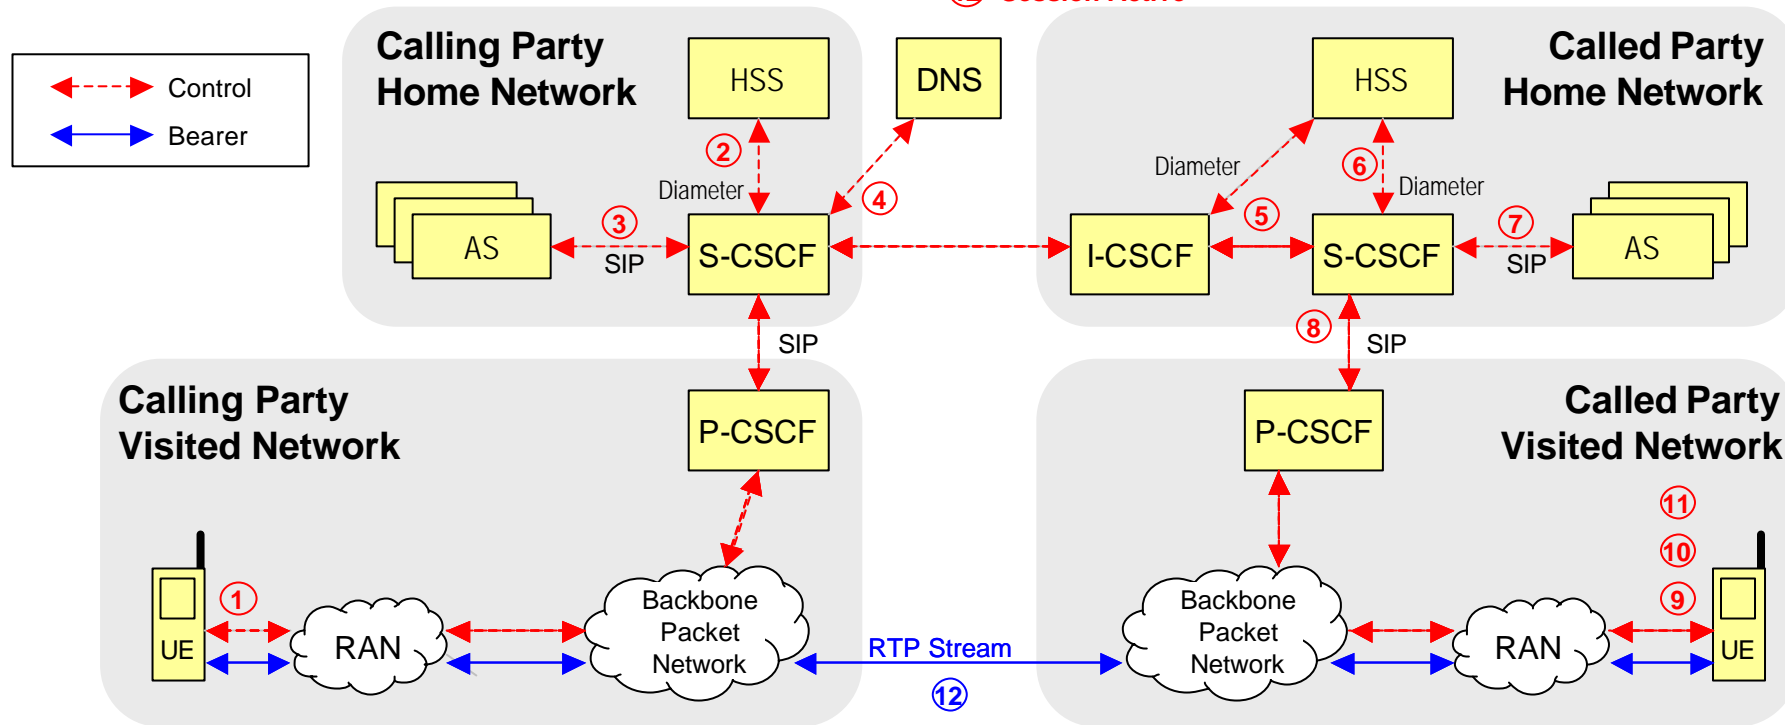 Control
Bearer
Calling Party
Home Network
HSS
DNS
2
Diameter
4
3
AS
SIP
S-CSCF
Called Party
Home Network
HSS
Diameter
6
Diameter
5
7
I-CSCF
S-CSCF
SIP
AS
SIP
8
SIP
Calling Party
Visited Network
P-CSCF
1
UE
RAN
Backbone
Packet
Network
RTP Stream
12
Called Party
Visited Network
P-CSCF
11
10
9
Backbone
Packet
Network
RAN
UE